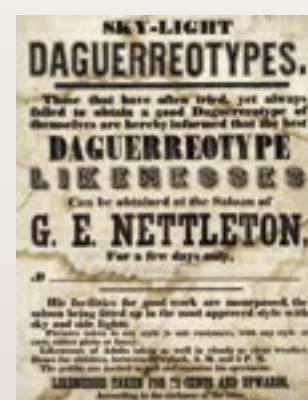 SKY-LIGHT
DAGUERREOTYPES.
Those that have often tried, yet always
failed to obtain a good Daguerreotype of
themselves are hereby informed that the best
DAGUERREOTYPE
LIKENESSES
Can be obtained at the Saloon of
G. E. NETTLETON,
For a few days only,
His facilities for good work are unsurpassed, the
saloon being fitted up in the most approved style with
sky and side lights.
LIKENESSES TAKEN FOR 75 CENTS AND UPWARDS,
According to the